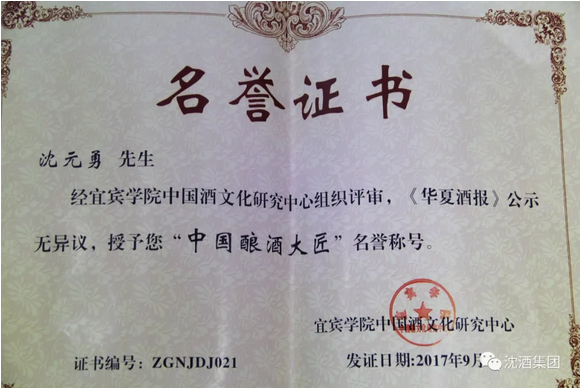 名誉证书
沈元勇 先生
经宜宾学院中国酒文化研究中心组织评审，《华夏酒报》公示
无异议，授予您“中国酿酒大匠”名誉称号。
宜宾学院中国酒文化研究中心
证书编号：ZGNJDJ021
发证日期:2017年9月
沈酒集团